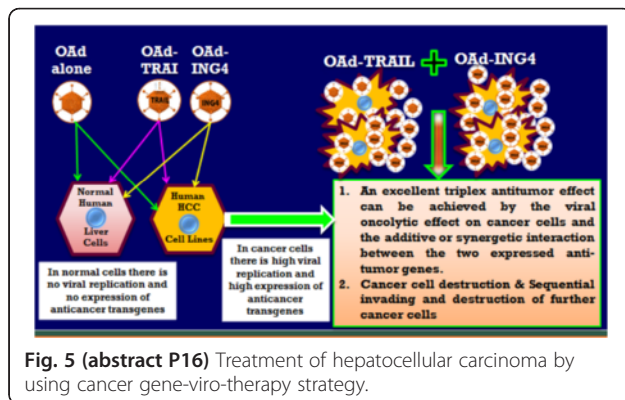 OAd
alone
OAd-
TRAI
OAd-
ING4
TRAIL
ING4
Normal
Human
Liver
Cells
Human
HCC
Cell Lines
In normal cells there is
no viral replication and
no expression of
anticancer transgenes
In cancer cells
there is high viral
replication and
high expression of
anticancer
transgenes
OAd-TRAIL
OAd-ING4
1. An excellent triplex antitumor effect
can be achieved by the viral
oncolytic effect on cancer cells and
the additive or synergetic interaction
between the two expressed anti-
tumor genes.
2. Cancer cell destruction & Sequential
invading and destruction of further
cancer cells
Fig. 5 (abstract P16) Treatment of hepatocellular carcinoma by
using cancer gene-viro-therapy strategy.